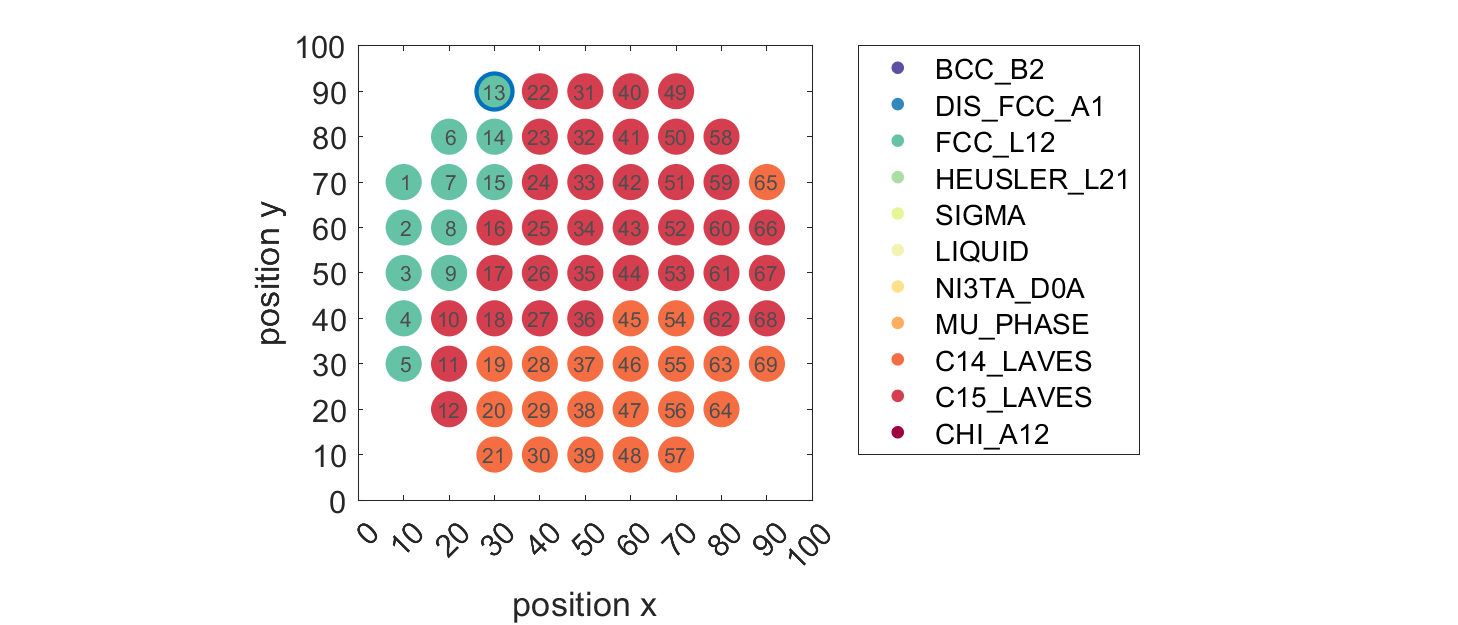 100
90
80
70
60
50
40
30
20
10
0
position y
13 22 31 40 49
6 14 23 32 41 50 58
1 7 15 24 33 42 51 59 65
2 8 16 25 34 43 52 60 66
3 9 17 26 35 44 53 61 67
4 10 18 27 36 45 54 62 68
5 11 19 28 37 46 55 63 69
12 20 29 38 47 56 64
21 30 39 48 57
0 10 20 30 40 50 60 70 80 90 100
position x
BCC_B2
DIS_FCC_A1
FCC_L12
HEUSLER_L21
SIGMA
LIQUID
NI3TA_D0A
MU_PHASE
C14_LAVES
C15_LAVES
CHI_A12